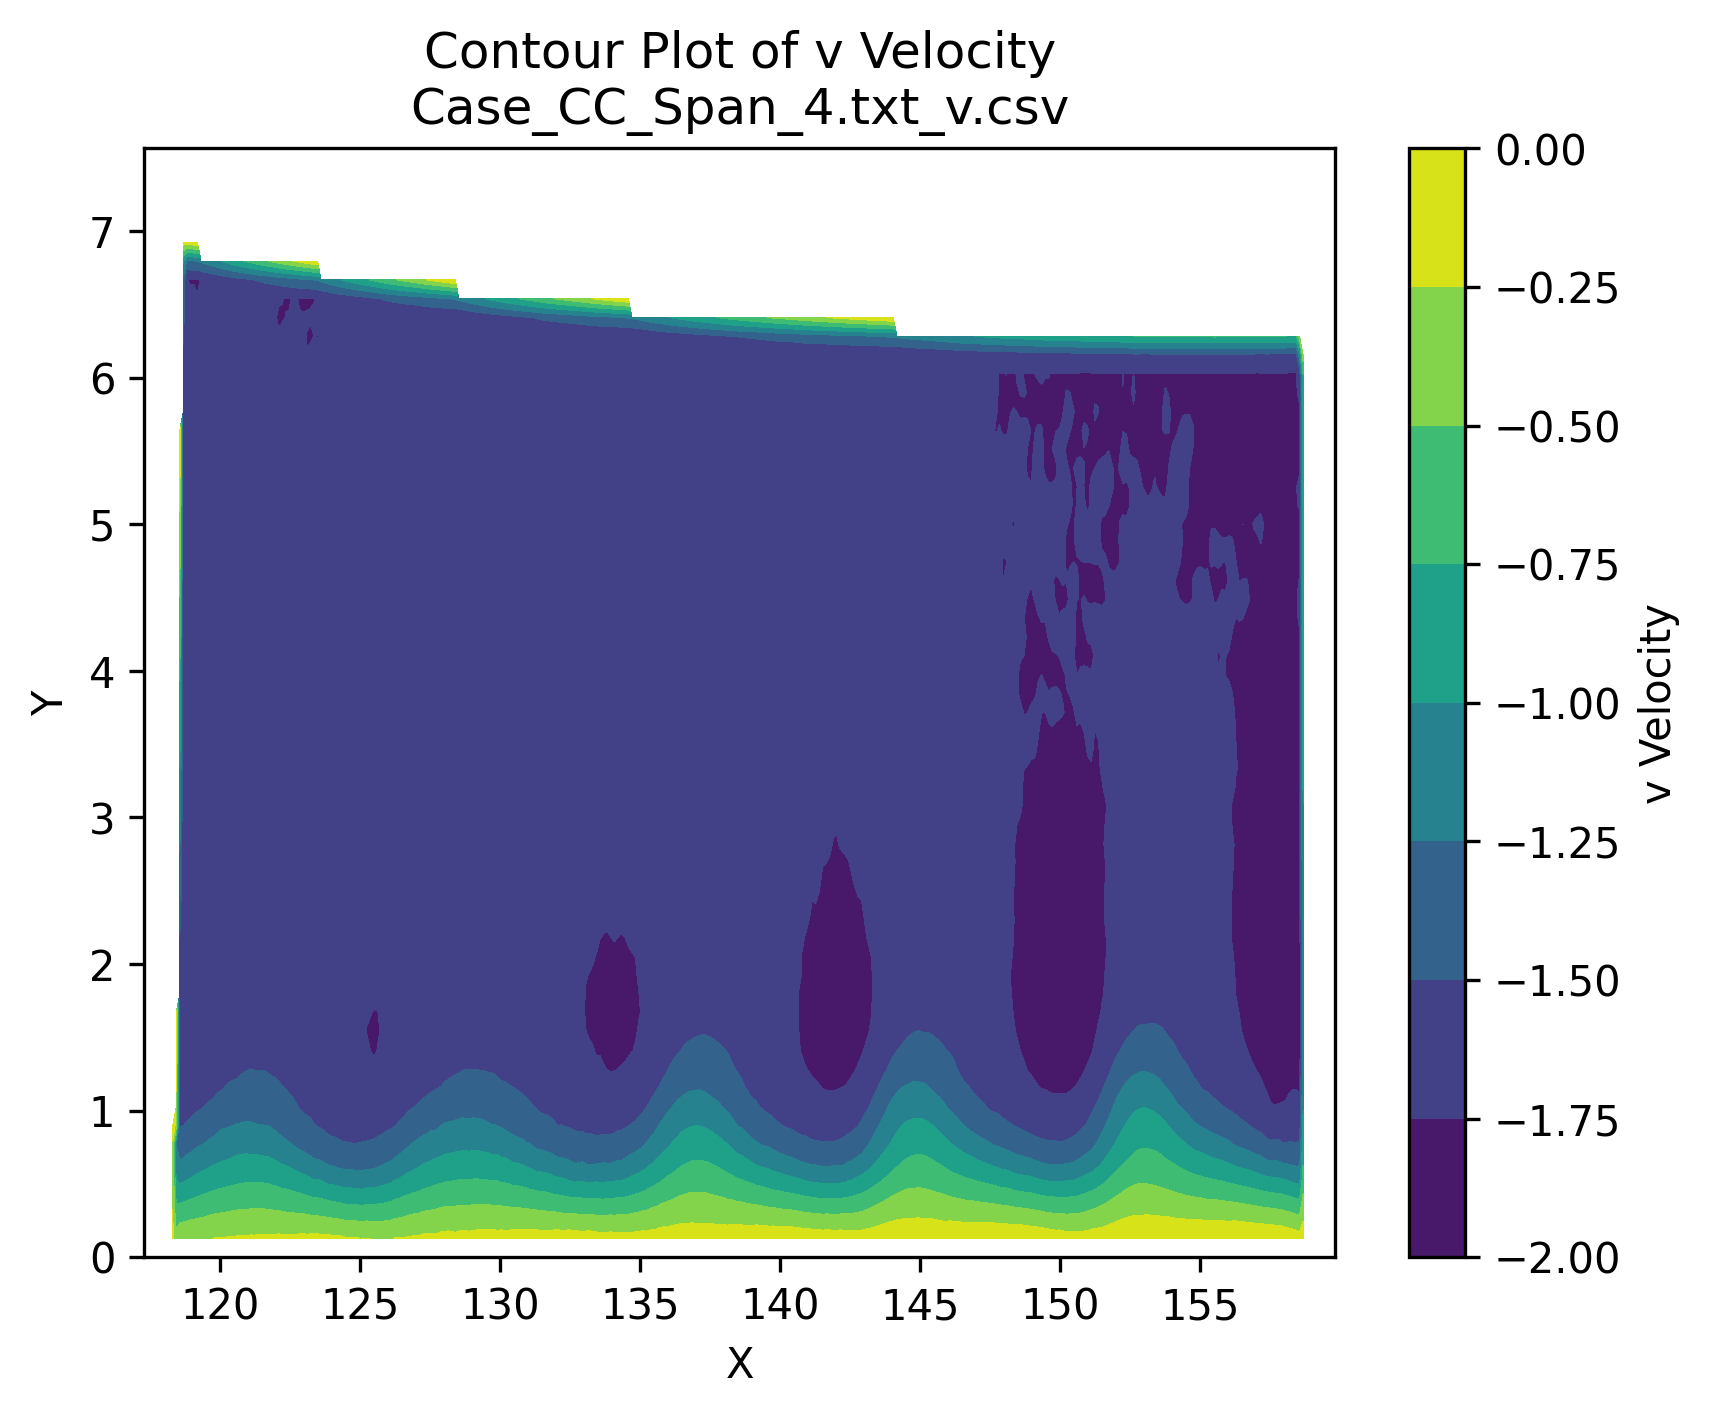 Contour Plot of v Velocity
Case_CC_Span_4.txt_v.csv
7
6
5
4
3
2
1
0
Y
120 125 130 135 140 145 150 155
X
0.00
−0.25
−0.50
−0.75
−1.00
−1.25
−1.50
−1.75
−2.00
v Velocity